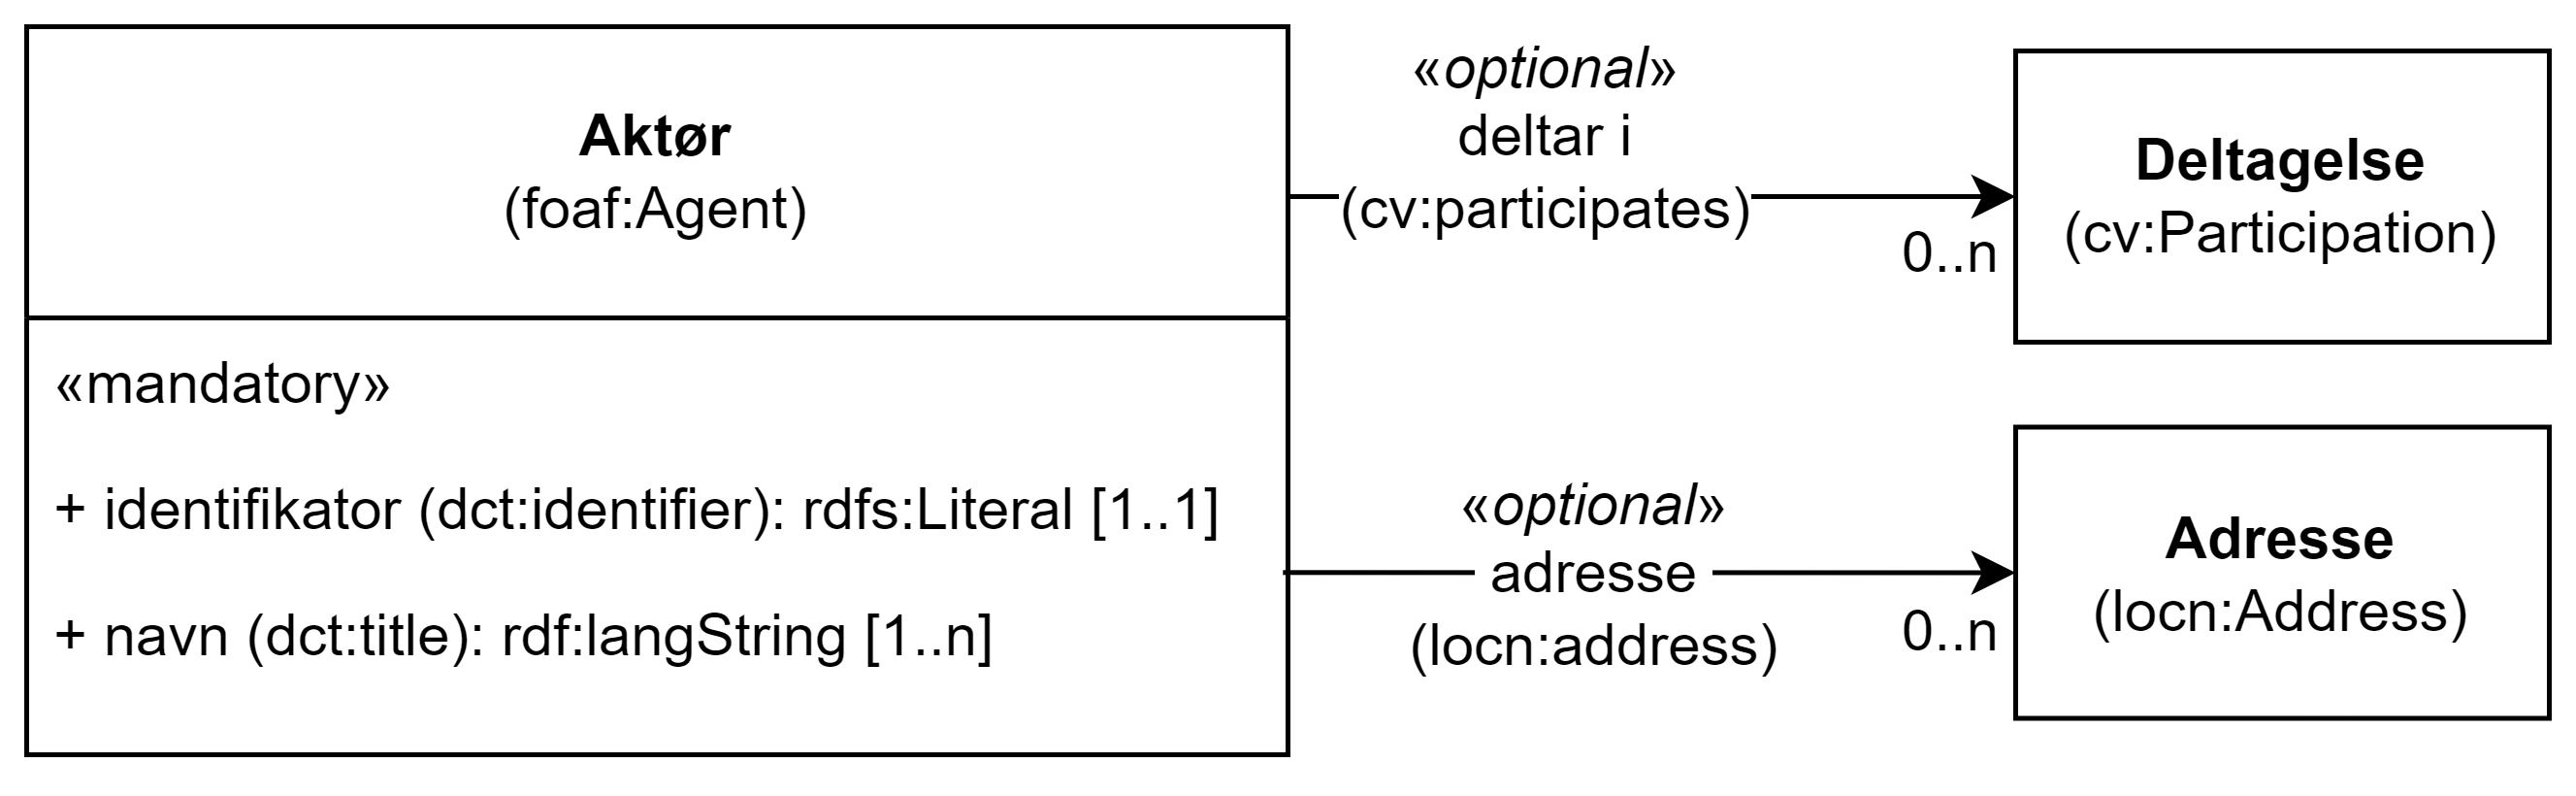 Aktør
(foaf:Agent)
«mandatory»
+ identifikator (dct:identifier): rdfs:Literal [1..1]
+ navn (dct:title): rdf:langString [1..n]
«optional»
deltar i
(cv:participates)
0..n
Deltagelse
(cv:Participation)
«optional»
adresse
(locn:address)
0..n
Adresse
(locn:Address)